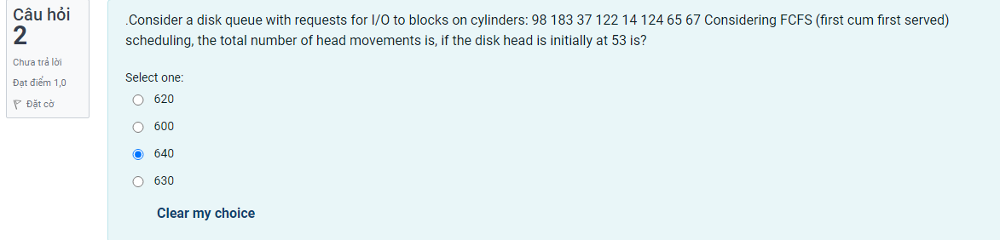 Câu hỏi
2
Chưa trả lời
Đạt điểm 1,0
Đặt cờ
.Consider a disk queue with requests for I/O to blocks on cylinders: 98 183 37 122 14 124 65 67 Considering FCFS (first cum first served)
scheduling, the total number of head movements is, if the disk head is initially at 53 is?
Select one:
620
600
640
630
Clear my choice